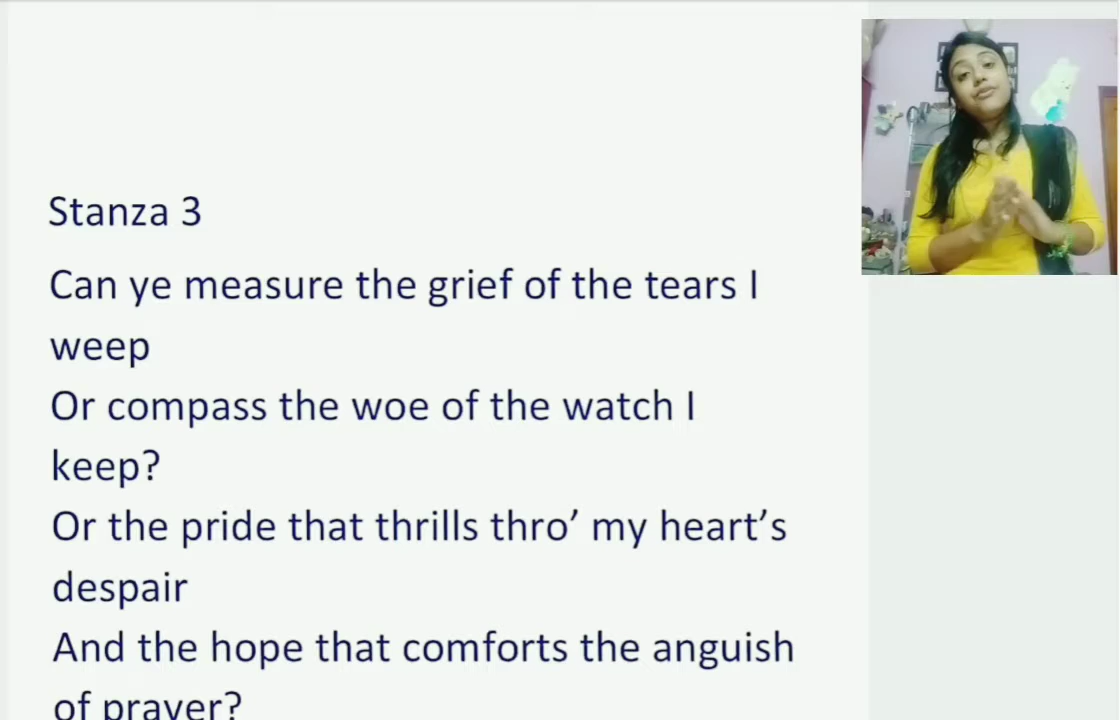 Stanza 3
Can ye measure the grief of the tears I
weep
Or compass the woe of the watch I
keep?
Or the pride that thrills thro’ my heart’s
despair
And the hope that comforts the anguish
of prayer?